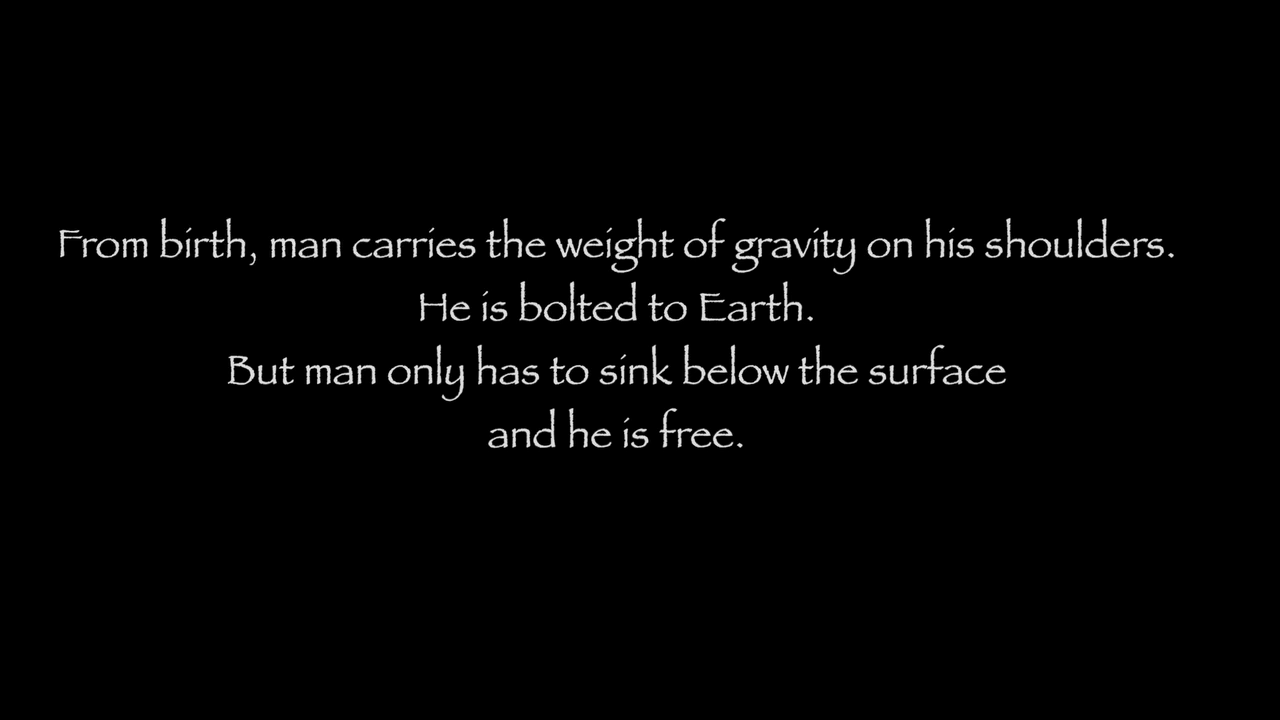 From birth, man carries the weight of gravity on his shoulders.
He is bolted to Earth.
But man only has to sink below the surface
and he is free.